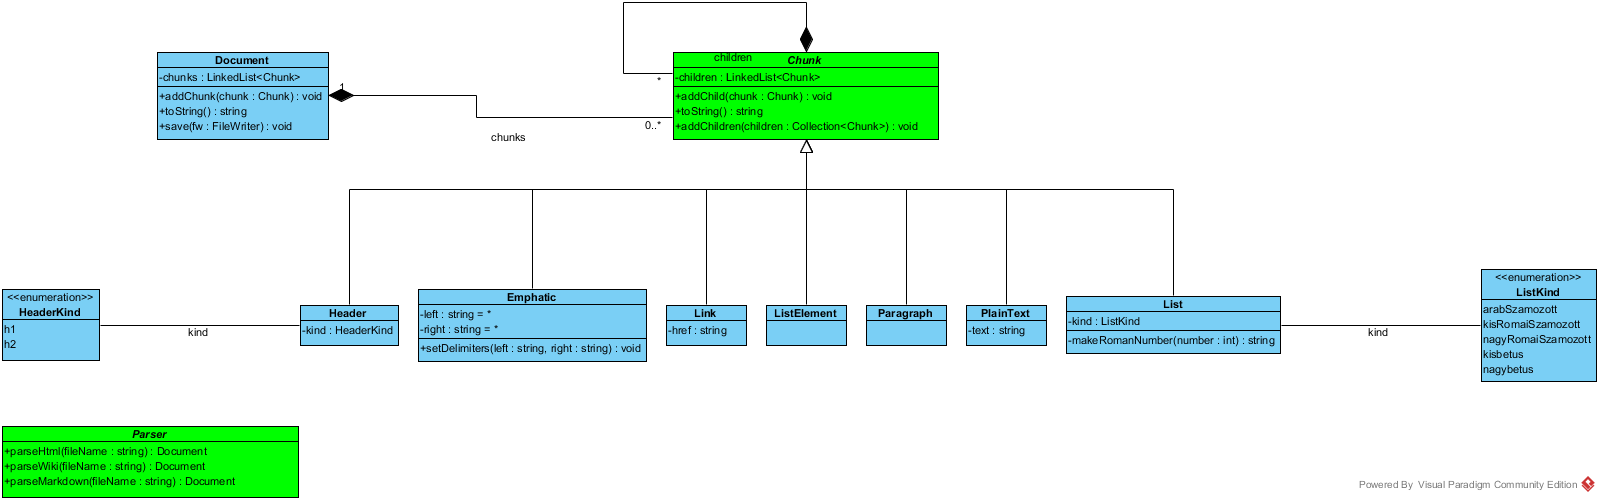 Document
-chunks : LinkedList<Chunk>
+addChunk(chunk : Chunk) : void
+toString() : string
+save(fw : FileWriter) : void
1
chunks
0..*
children
*
Chunk
-children : LinkedList<Chunk>
+addChild(chunk : Chunk) : void
+toString() : string
+addChildren(children : Collection<Chunk>) : void
<<enumeration>>
HeaderKind
h1
h2
kind
Header
-kind : HeaderKind
Emphatic
-left : string = *
-right : string = *
+setDelimiters(left : string, right : string) : void
Link
-href : string
ListElement
Paragraph
PlainText
-text : string
List
-kind : ListKind
-makeRomanNumber(number : int) : string
kind
<<enumeration>>
ListKind
arabSzamozott
kisRomaiSzamozott
nagyRomaiSzamozott
kisbetus
nagybetus
Parser
+parseHtml(fileName : string) : Document
+parseWiki(fileName : string) : Document
+parseMarkdown(fileName : string) : Document
Powered By Visual Paradigm Community Edition